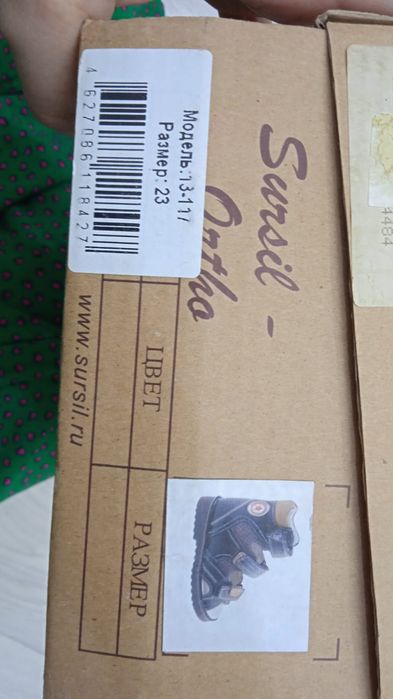 Sursil -
Ortho
Модель:13-117
Размер: 23
4627086118427
ЦВЕТ
РАЗМЕР
www.sursil.ru
4484